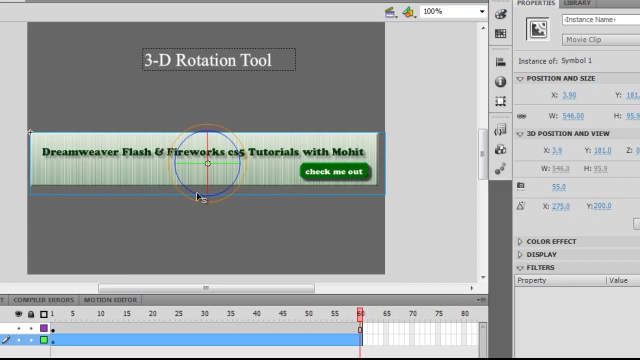 PROPERTIES LIBRARY
100%
‹Instance Name›
Movie Clip
3-D Rotation Tool
Instance of: Symbol 1
POSITION AND SIZE
X: 3.90 Y: 181.
W: 546.00 H: 95.9
3D POSITION AND VIEW
Dreamweaver Flash & Fireworks cs5 Tutorials with Mohit
X: 3.9 Y: 181.0 Z: 0
check me out
W: 546.0 H: 95.9
55.0
X: 275.0 Y: 200.0
COLOR EFFECT
DISPLAY
FILTERS
Property Value
T COMPILER ERRORS MOTION EDITOR
1 5 10 15 20 25 30 35 40 45 50 55 60 65 70 75 80